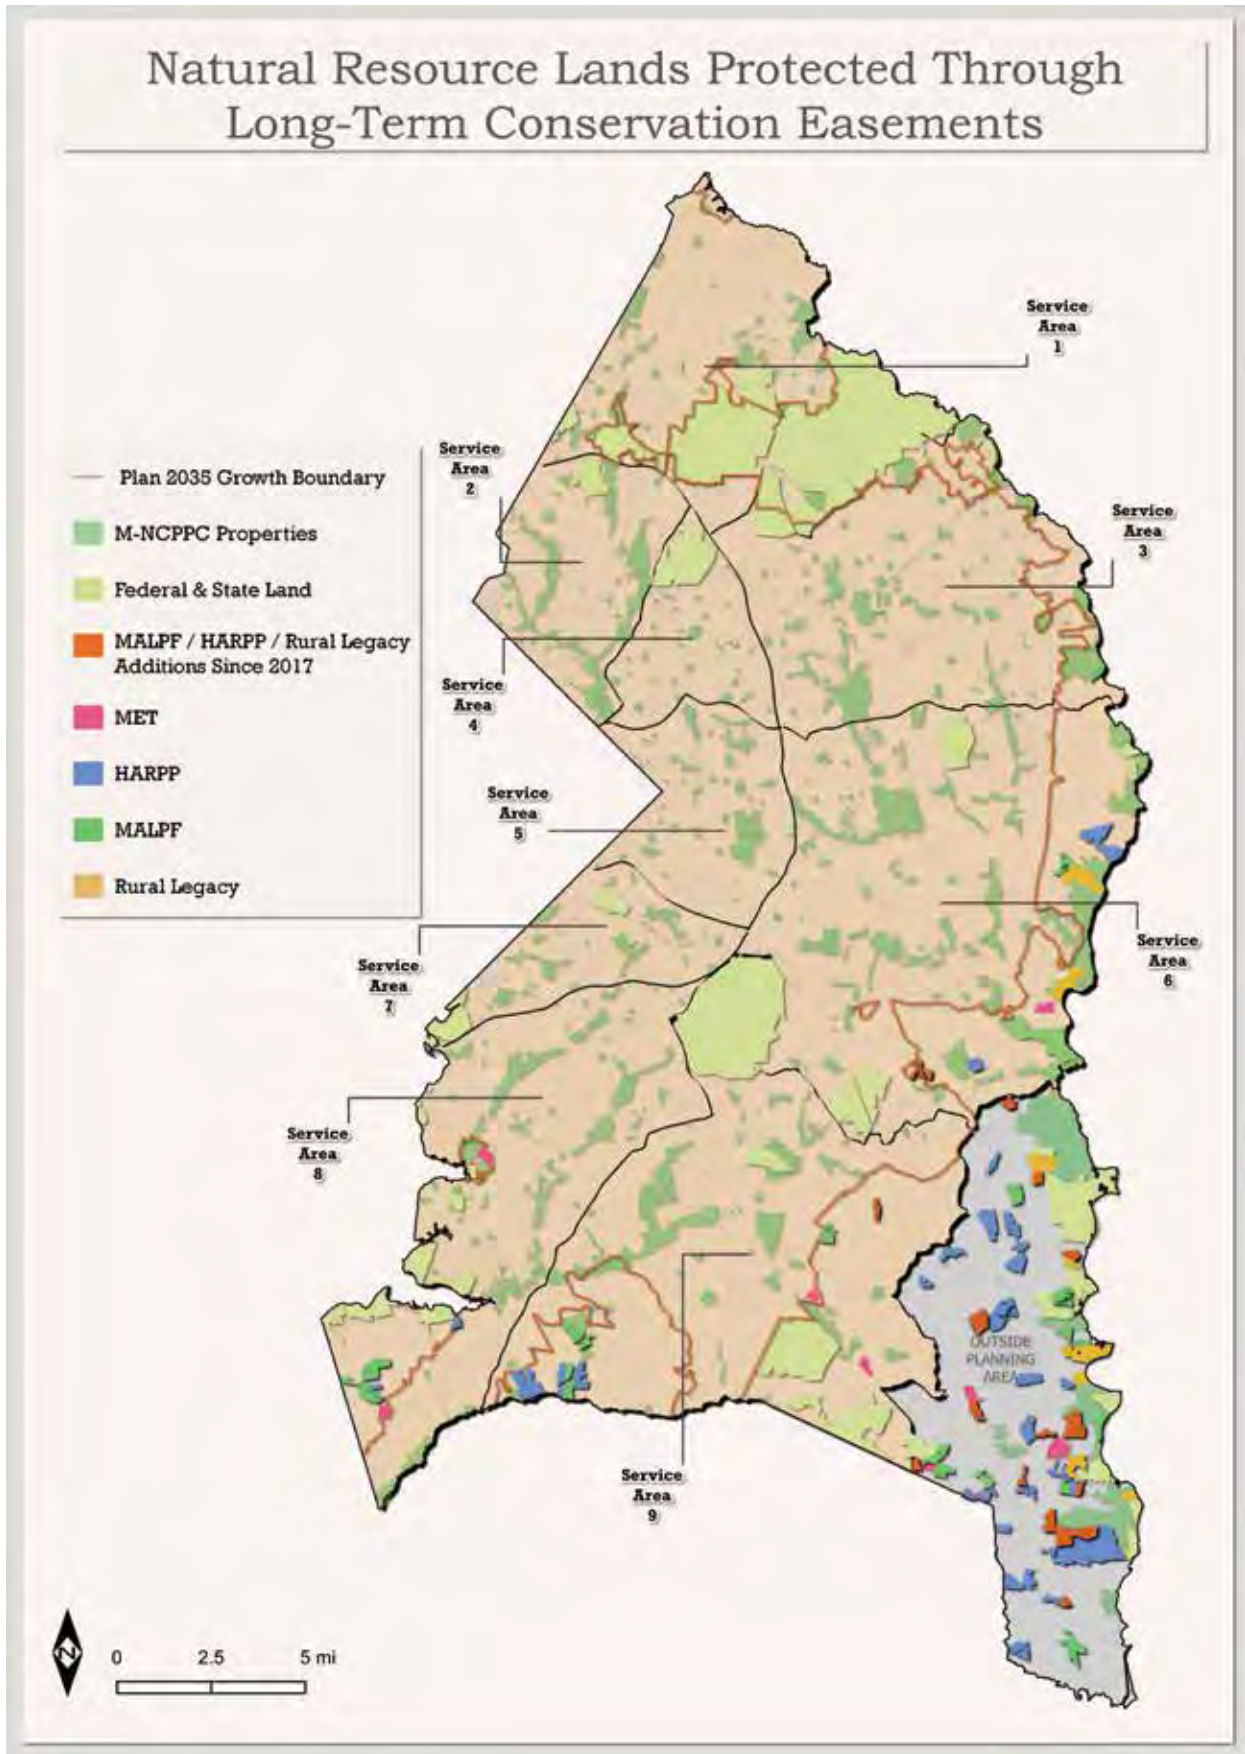 Natural Resource Lands Protected Through
Long-Term Conservation Easements
Service
Area
1
Service
Area
2
Plan 2035 Growth Boundary
M-NCPPC Properties
Federal & State Land
MALPF / HARPP / Rural Legacy
Additions Since 2017
MET
HARPP
MALPF
Rural Legacy
Service
Area
3
Service
Area
4
Service
Area
5
Service
Area
6
Service
Area
7
Service
Area
8
OUTSIDE
PLANNING
AREA
Service
Area
9
N
0 2.5 5 mi